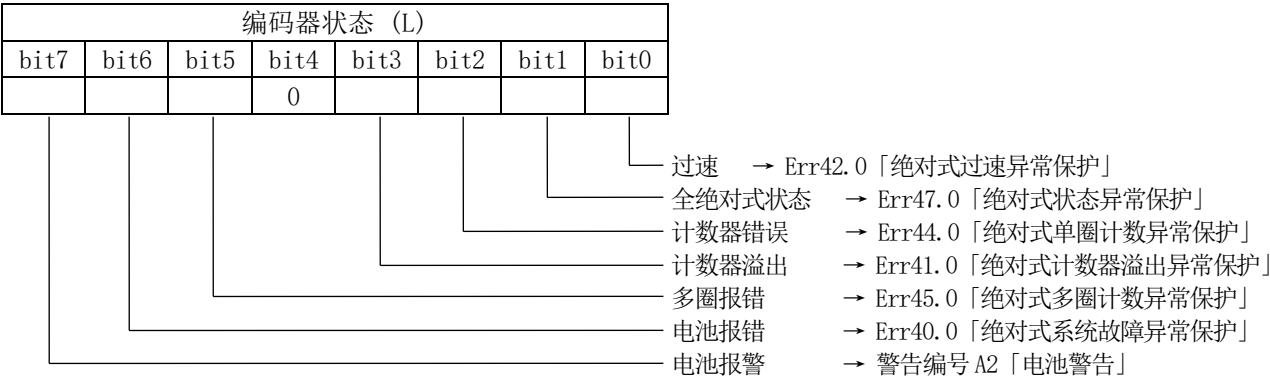 编码器状态 (L)
bit7 bit6 bit5 bit4 bit3 bit2 bit1 bit0
0
过速 → Err42.0「绝对式过速异常保护」
全绝对式状态 → Err47.0「绝对式状态异常保护」
计数器错误 → Err44.0「绝对式单圈计数异常保护」
计数器溢出 → Err41.0「绝对式计数器溢出异常保护」
多圈报错 → Err45.0「绝对式多圈计数异常保护」
电池报错 → Err40.0「绝对式系统故障异常保护」
电池报警 → 警告编号 A2「电池警告」